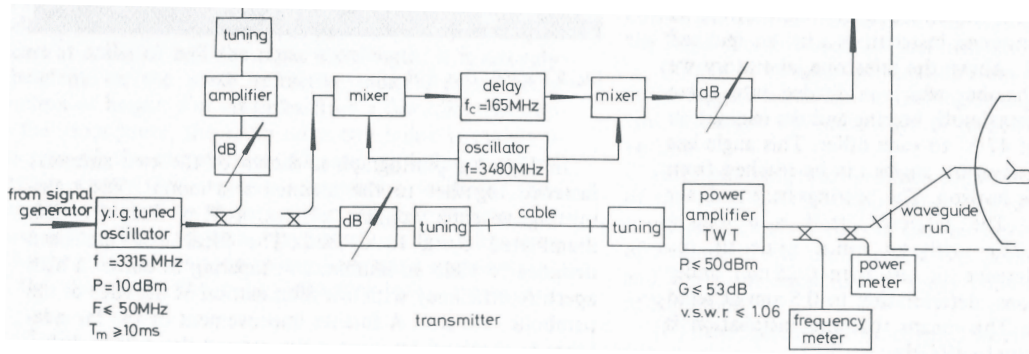 tuning
amplifier
dB
mixer
delay
f_c = 165MHz
mixer
dB
oscillator
f = 3480MHz
from signal
generator
y.i.g. tuned
oscillator
f = 3315 MHz
P = 10 dBm
F ≤ 50MHz
T_m ≥ 10ms
dB
tuning
cable
tuning
power
amplifier
TWT
P ≤ 50dBm
G ≤ 53 dB
v.s.w.r. ≤ 1.06
waveguide
run
power
meter
frequency
meter
transmitter